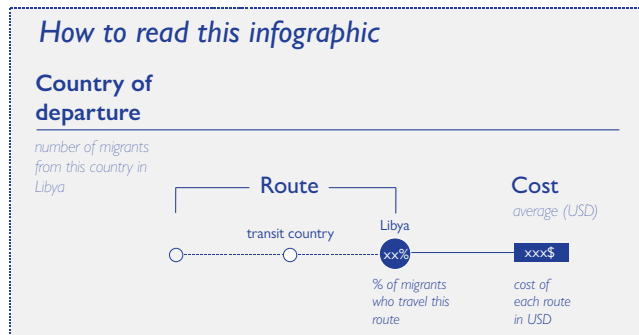 How to read this infographic
Country of
departure
number of migrants
from this country in
Libya
Route
Cost
average (USD)
transit country
Libya
xx%
xxx$
% of migrants
who travel this
route
cost of
each route
in USD